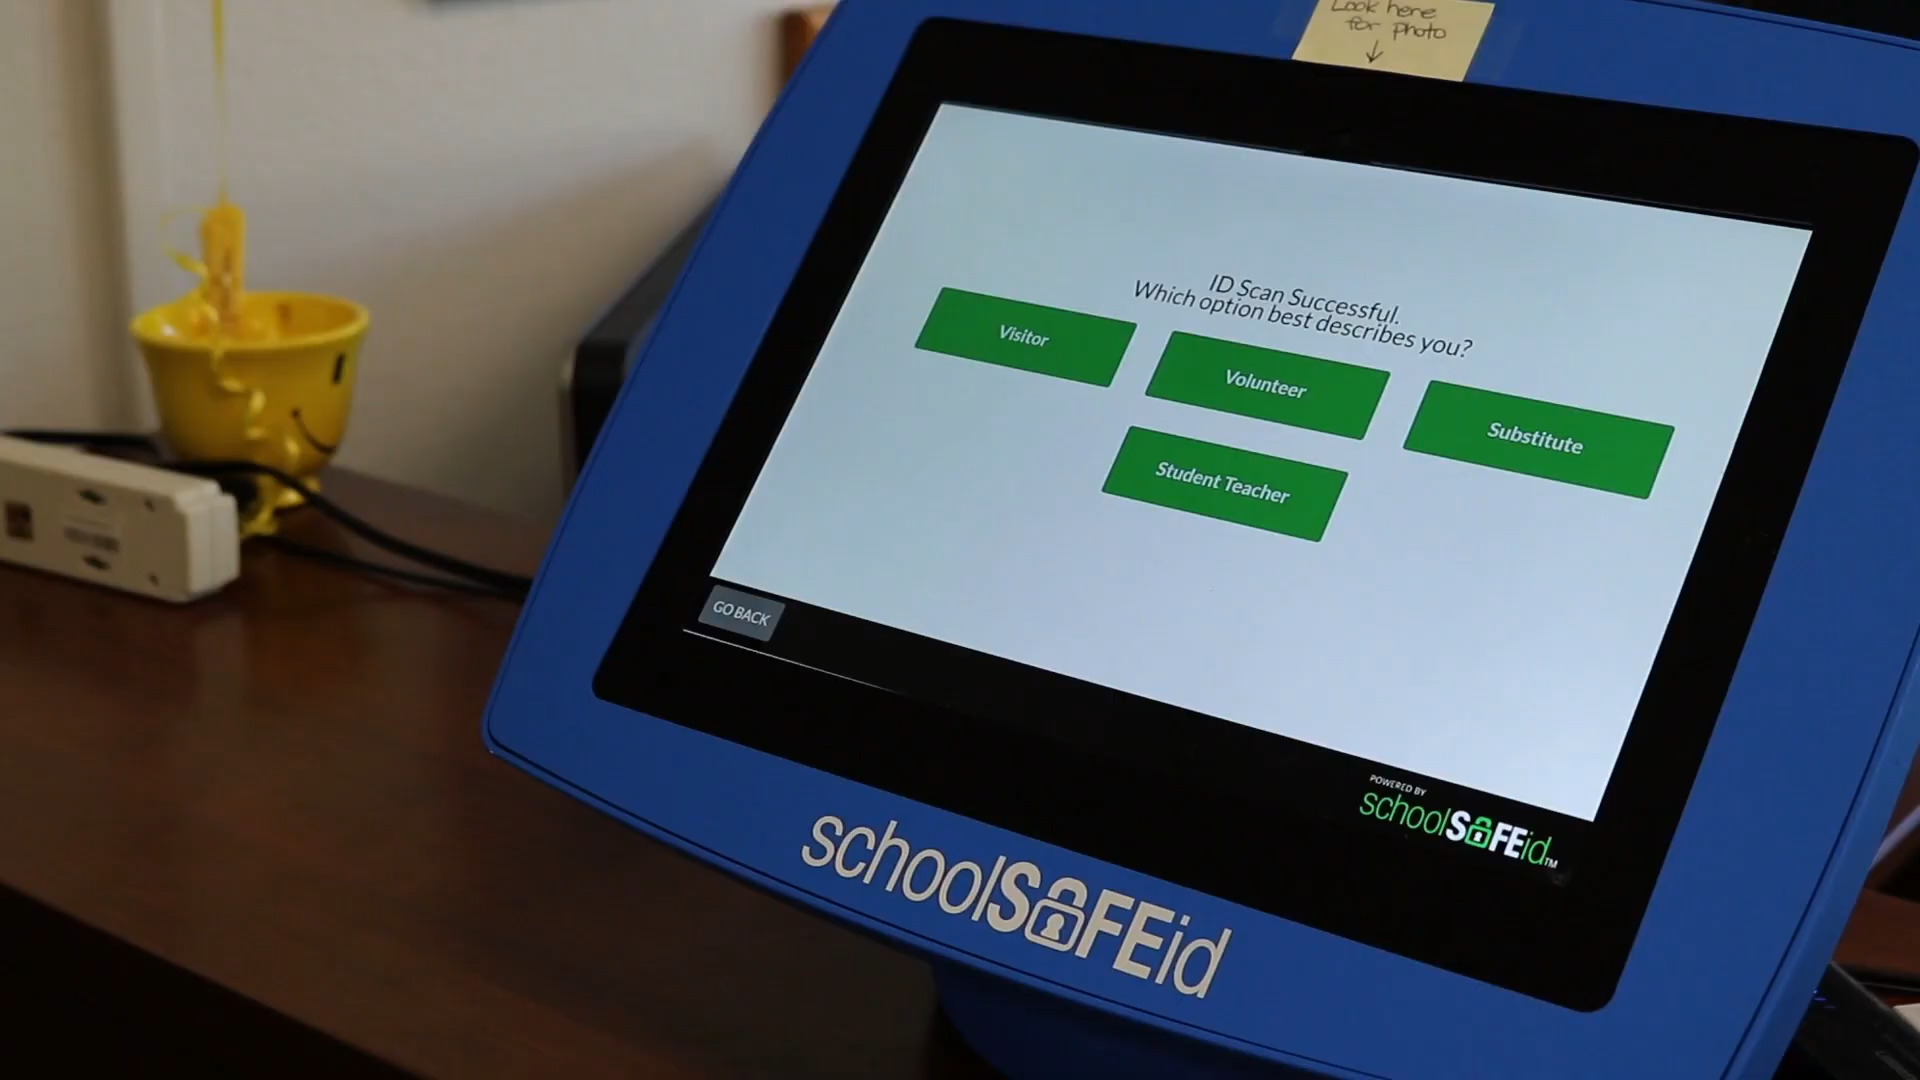 Look here
for photo
ID Scan Successful.
Which option best describes you?
Visitor
Volunteer
Substitute
Student Teacher
GO BACK
POWERED BY
schoolSAFEid™
schoolSAFEid